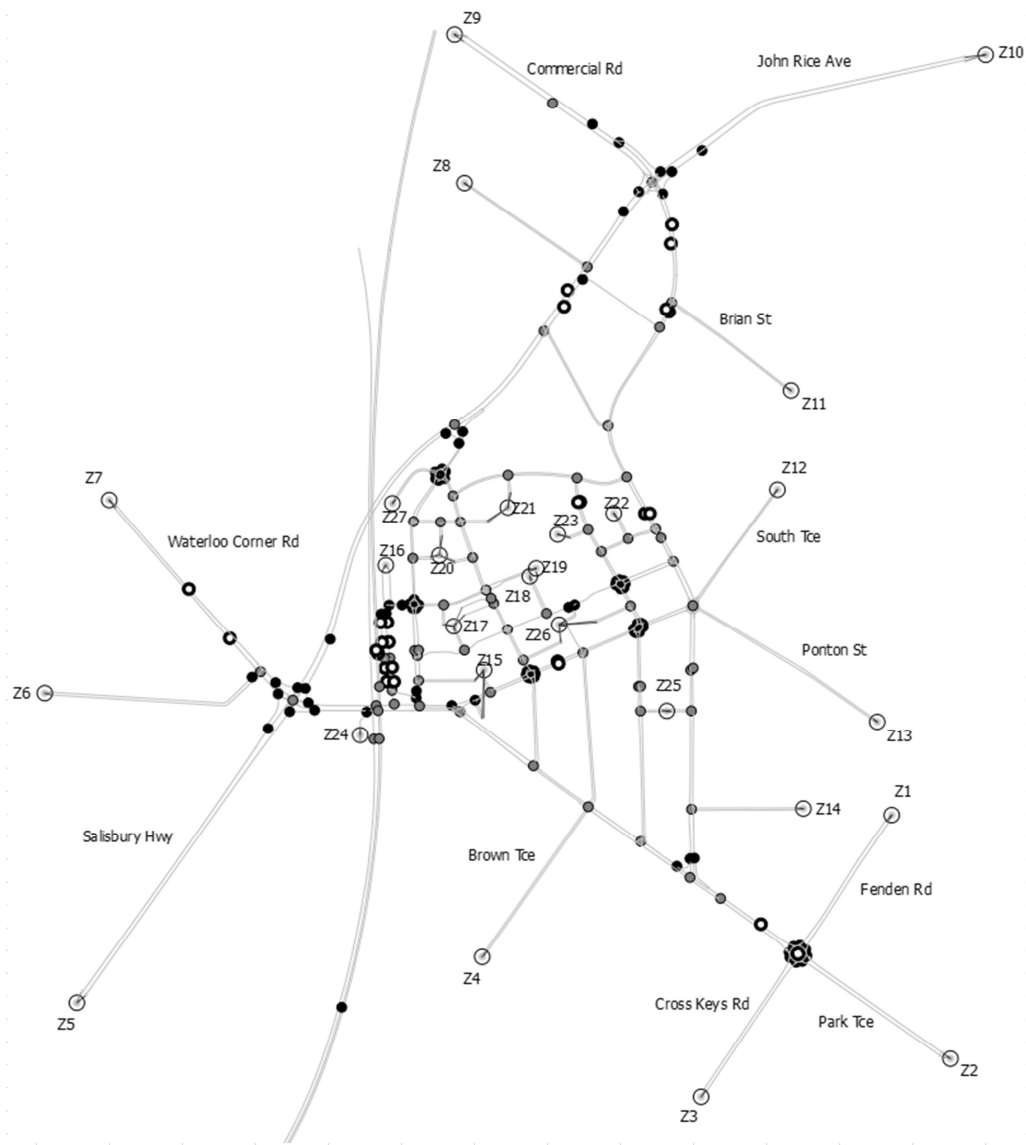 Z9
Commercial Rd
John Rice Ave
Z10
Z8
Brian St
Z11
Z7
Z12
Z21
Z22
Z27
Z23
South Tce
Waterloo Corner Rd
Z16
Z20
Z19
Z18
Z17
Z26
Ponton St
Z15
Z6
Z25
Z24
Z13
Z1
Z14
Salisbury Hwy
Brown Tce
Fenden Rd
Z4
Cross Keys Rd
Z5
Park Tce
Z2
Z3